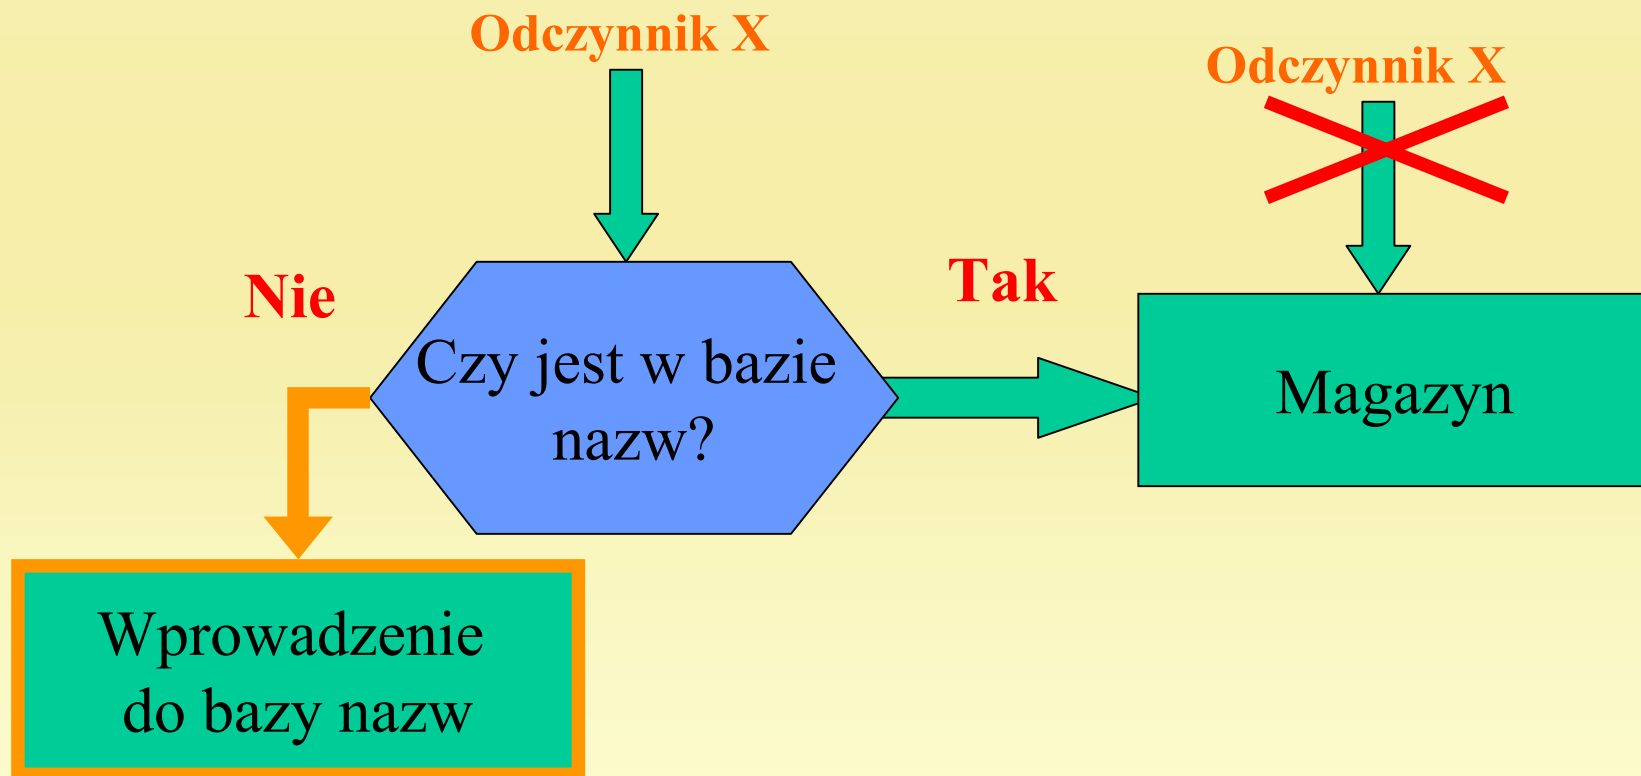 Odczynnik X
Odczynnik X
Nie
Tak
Czy jest w bazie
nazw?
Magazyn
Wprowadzenie
do bazy nazw